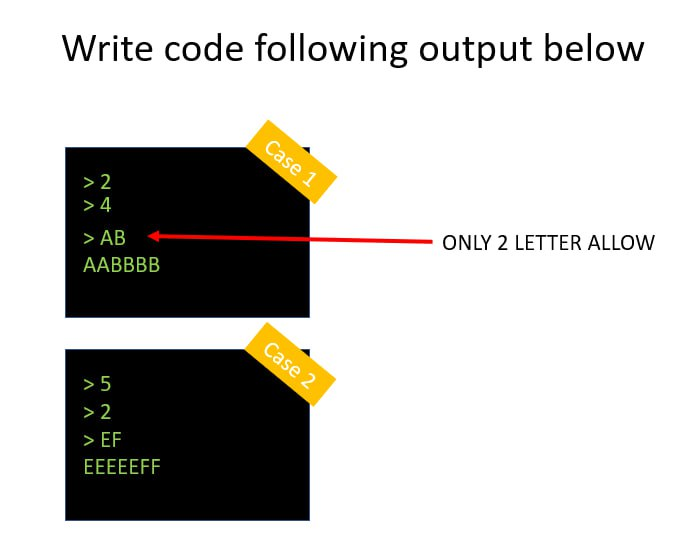 Write code following output below
Case 1
> 2
> 4
> AB
AABBBB
ONLY 2 LETTER ALLOW
Case 2
> 5
> 2
> EF
EEEEEFF